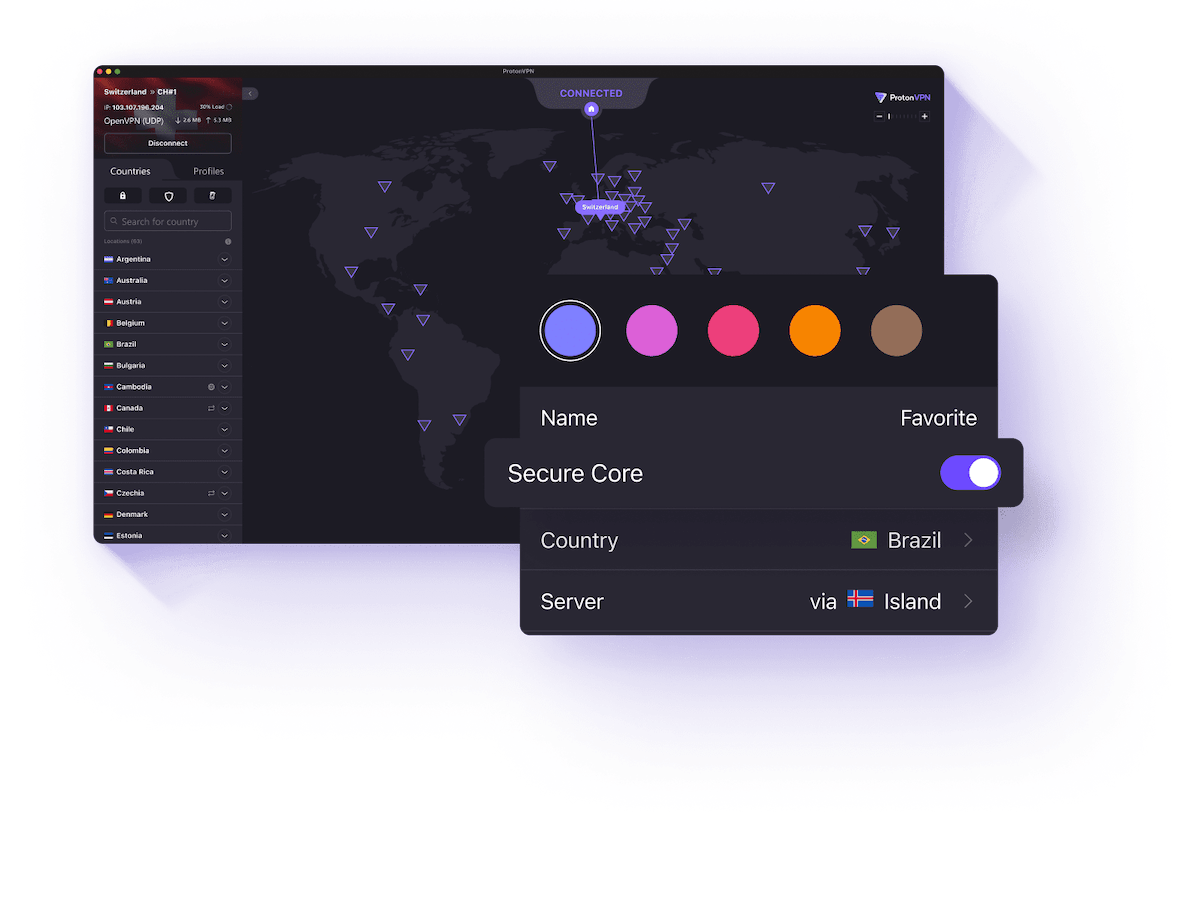 ProtonVPN
Switzerland » CH#1
IP: 103.107.196.204
30% Load
OpenVPN (UDP)
↓ 2.6 MB ↑ 5.3 MB
Disconnect
Countries
Profiles
Search for country
Locations (63)
Argentina
Australia
Austria
Belgium
Brazil
Bulgaria
Cambodia
Canada
Chile
Colombia
Costa Rica
Czechia
Denmark
Estonia
CONNECTED
Switzerland
ProtonVPN
Name Favorite
Secure Core
Country Brazil
Server via Island